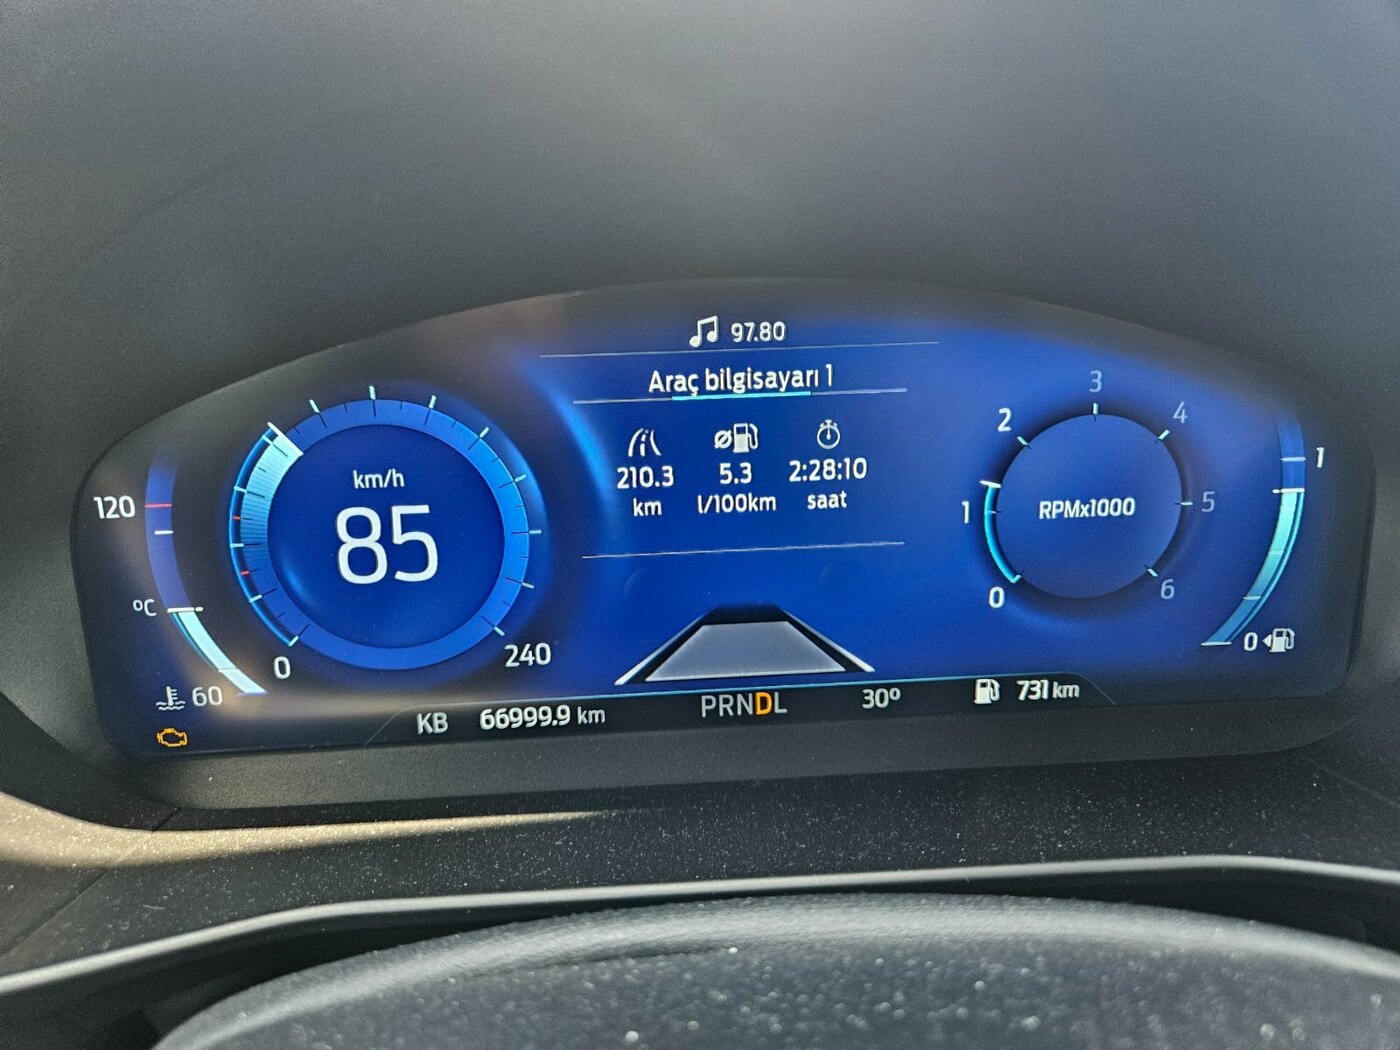 97.80
Araç bilgisayarı 1
210.3 5.3 2:28:10
km l/100km saat
km/h
85
0
240
120
°C
60
RPMx1000
0
1
2
3
4
5
6
1
0
KB 66999.9 km PRNDL 30° 731 km